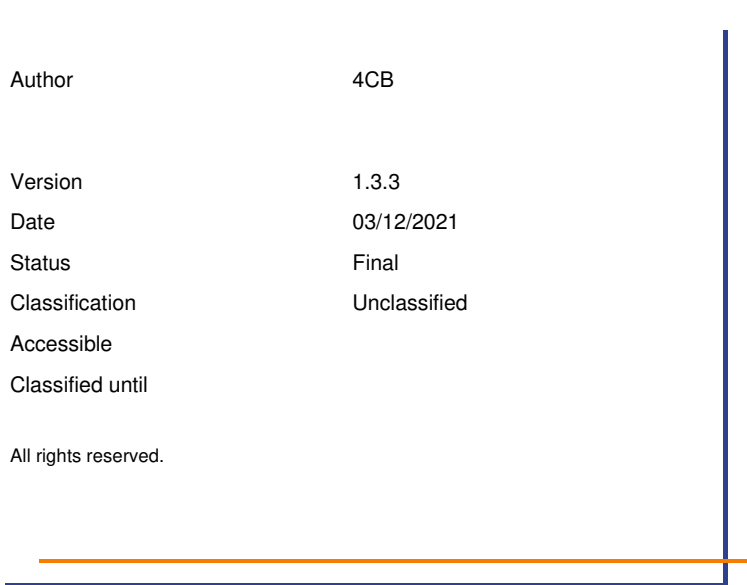 Author 4CB
Version 1.3.3
Date 03/12/2021
Status Final
Classification Unclassified
Accessible
Classified until
All rights reserved.